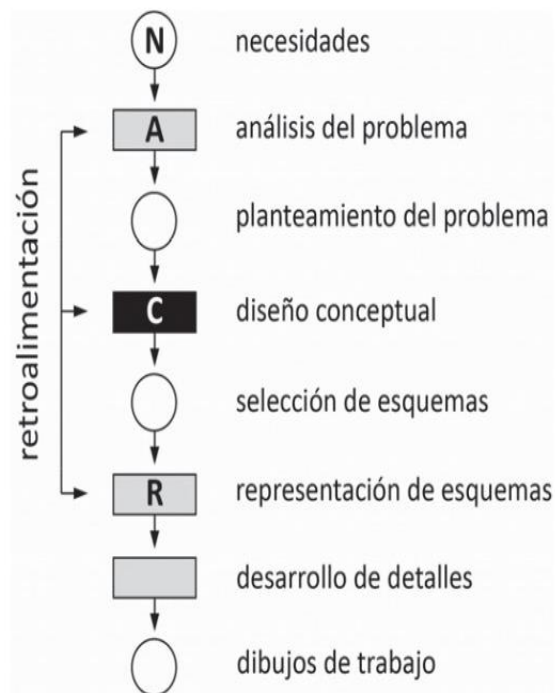 N necesidades
A análisis del problema
planteamiento del problema
C diseño conceptual
selección de esquemas
R representación de esquemas
desarrollo de detalles
dibujos de trabajo
retroalimentación